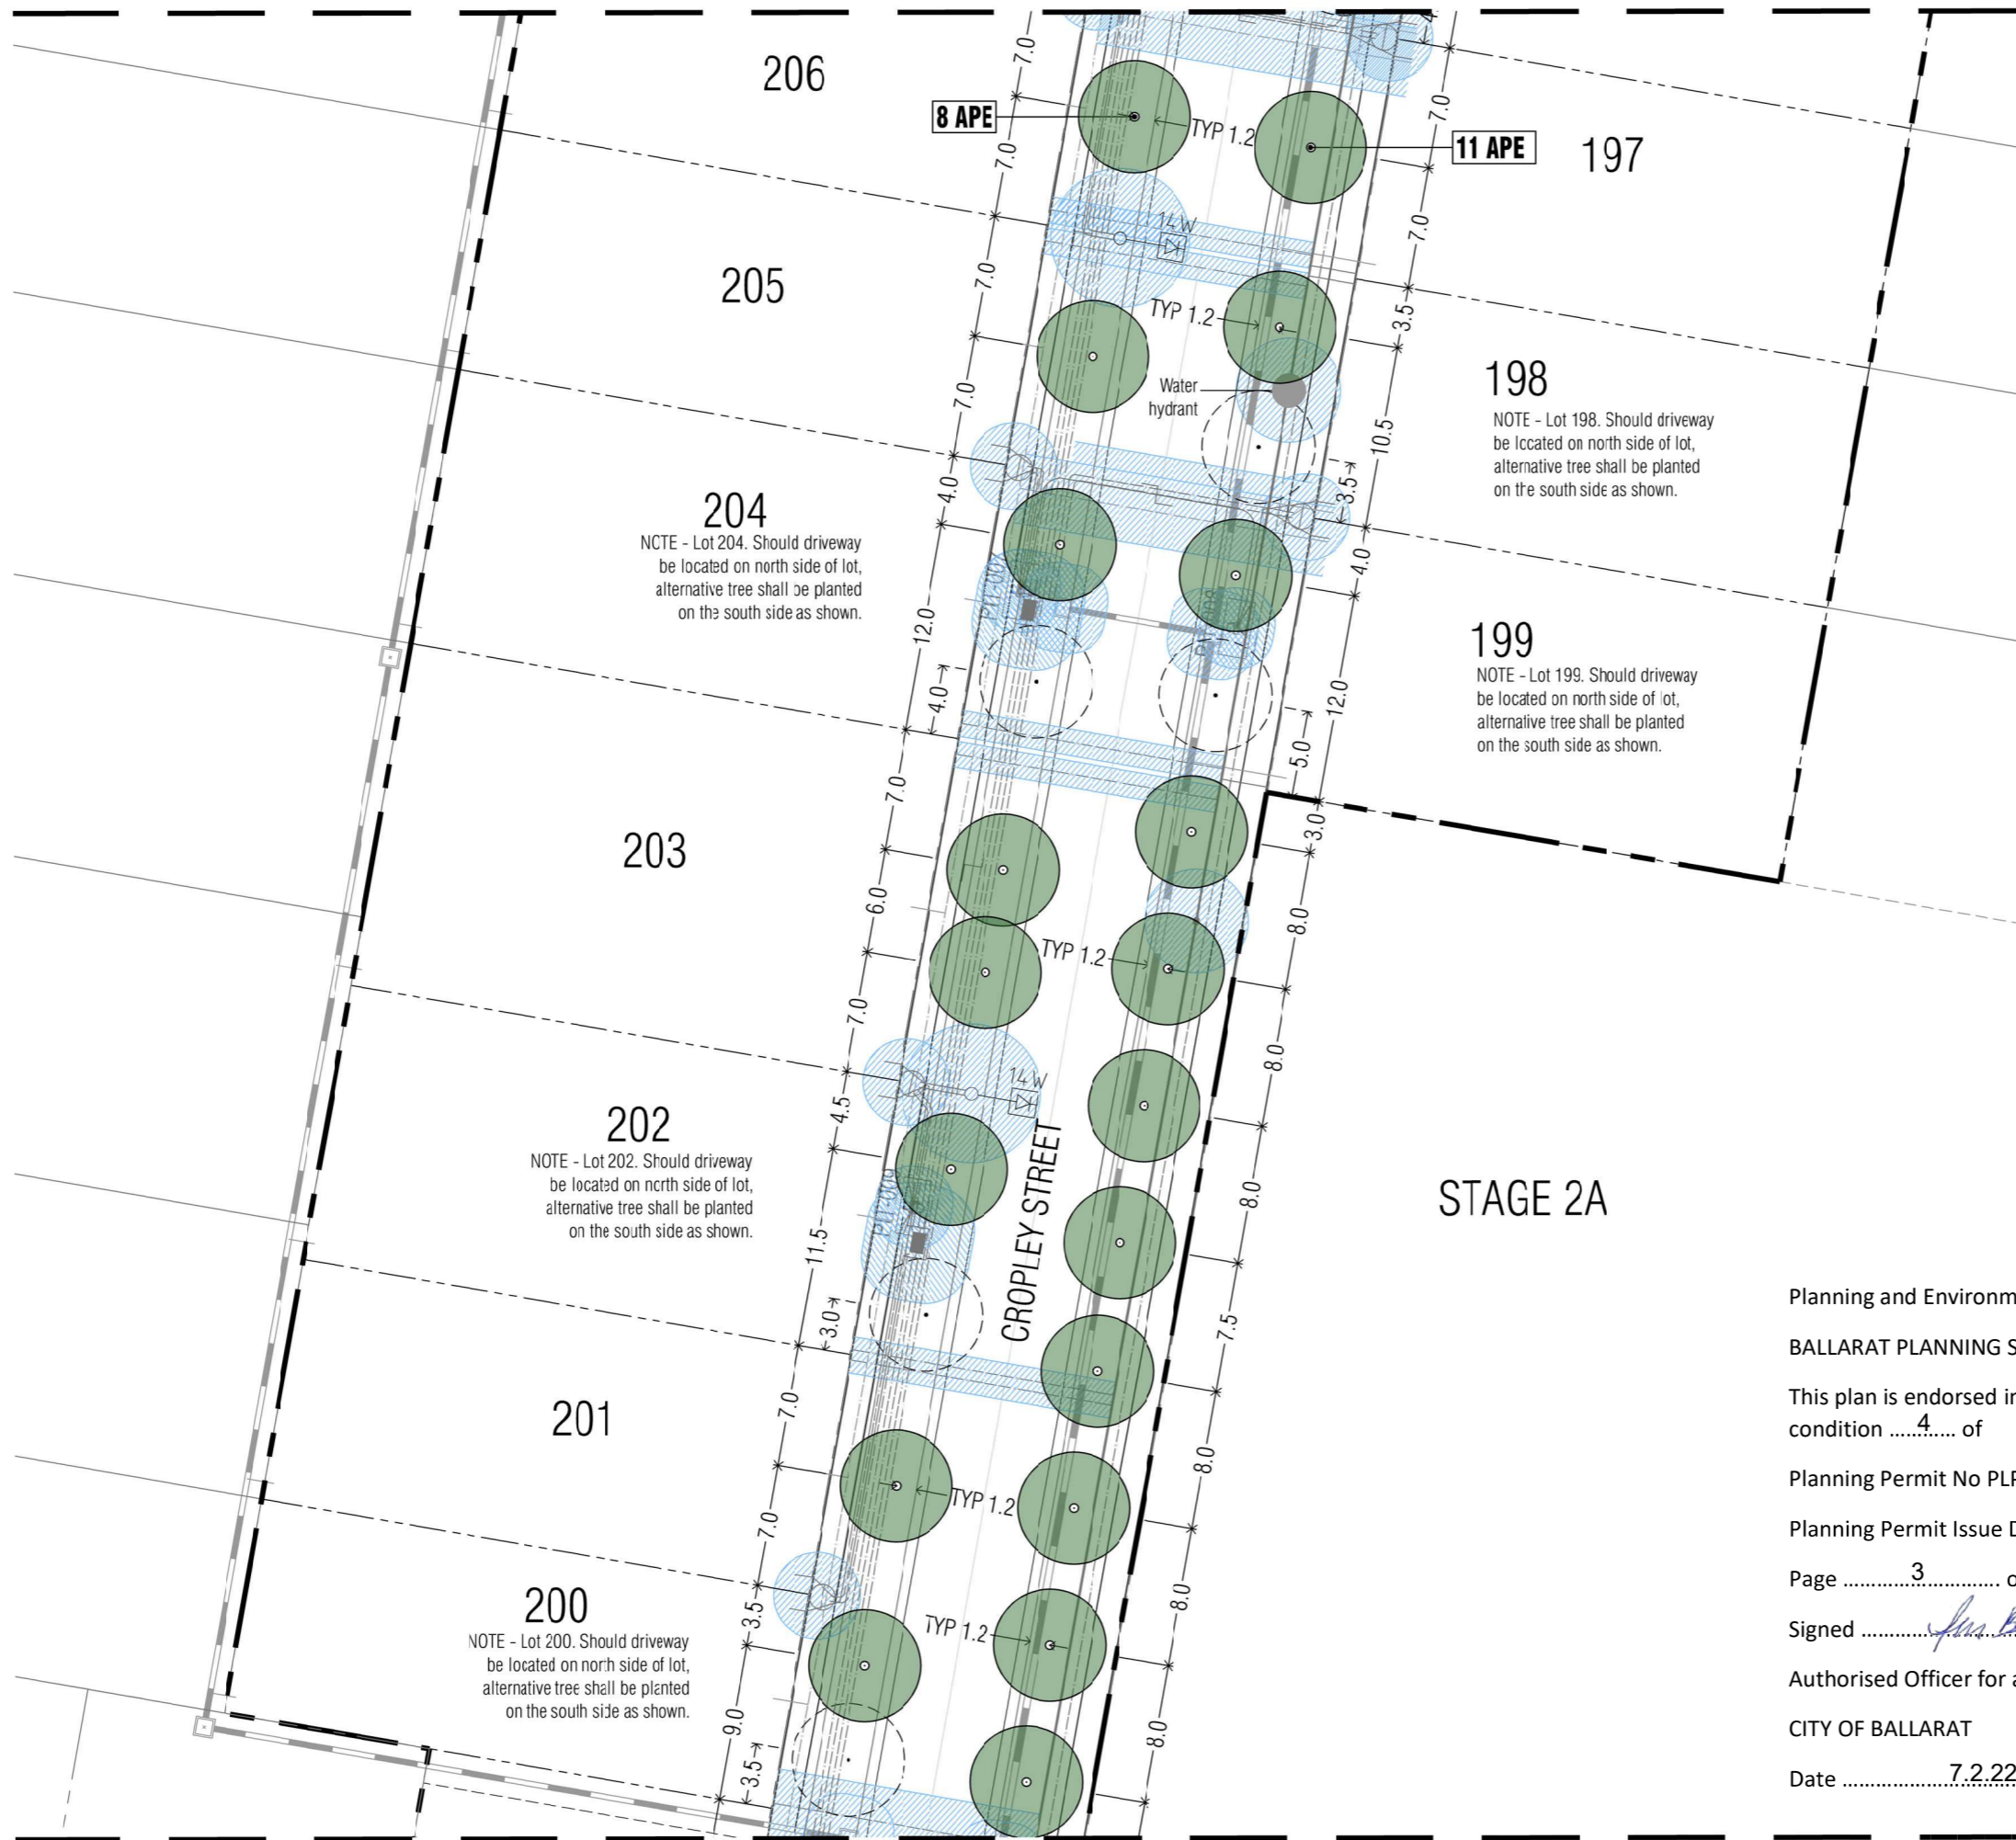 206
8 APE
TYP 1.2
11 APE
197
7.0
7.0
7.0
7.0
14W
205
TYP 1.2
7.0
7.0
3.5
Water
hydrant
198
NOTE - Lot 198. Should driveway
be located on north side of lot,
alternative tree shall be planted
on the south side as shown.
10.5
3.5
204
NOTE - Lot 204. Should driveway
be located on north side of lot,
alternative tree shall be planted
on the south side as shown.
4.0
12.0
4.0
4.0
12.0
5.0
199
NOTE - Lot 199. Should driveway
be located on north side of lot,
alternative tree shall be planted
on the south side as shown.
203
7.0
6.0
7.0
3.0
8.0
TYP 1.2
8.0
14W
202
NOTE - Lot 202. Should driveway
be located on north side of lot,
alternative tree shall be planted
on the south side as shown.
4.5
11.5
3.0
CROPLEY STREET
8.0
7.5
STAGE 2A
201
7.0
7.0
TYP 1.2
8.0
8.0
200
NOTE - Lot 200. Should driveway
be located on north side of lot,
alternative tree shall be planted
on the south side as shown.
3.5
9.0
3.5
TYP 1.2
8.0
Planning and Environm
BALLARAT PLANNING S
This plan is endorsed in
condition ....4.... of
Planning Permit No PLP
Planning Permit Issue D
Page ........3........ o
Signed ........
Authorised Officer for a
CITY OF BALLARAT
Date ........7.2.22